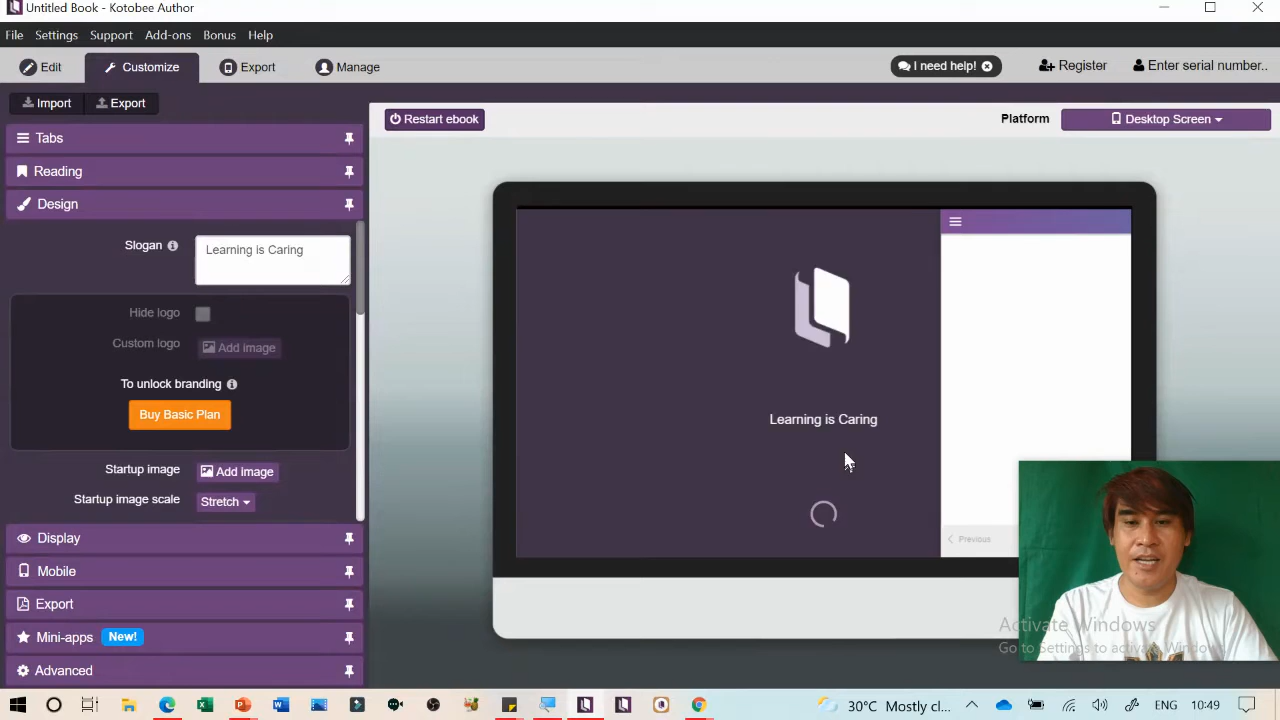 Untitled Book - Kotobee Author
File Settings Support Add-ons Bonus Help
Edit Customize Export Manage I need help! Register Enter serial number..
Import Export
Restart ebook Platform Desktop Screen
Tabs
Reading
Design
Slogan Learning is Caring
Hide logo
Custom logo Add image
To unlock branding
Buy Basic Plan
Startup image Add image
Startup image scale Stretch
Display
Mobile
Export
Mini-apps New!
Advanced
Learning is Caring
Previous
Activate Windows
Go to Settings to activate Windows.
30°C Mostly cl... ENG 10:49